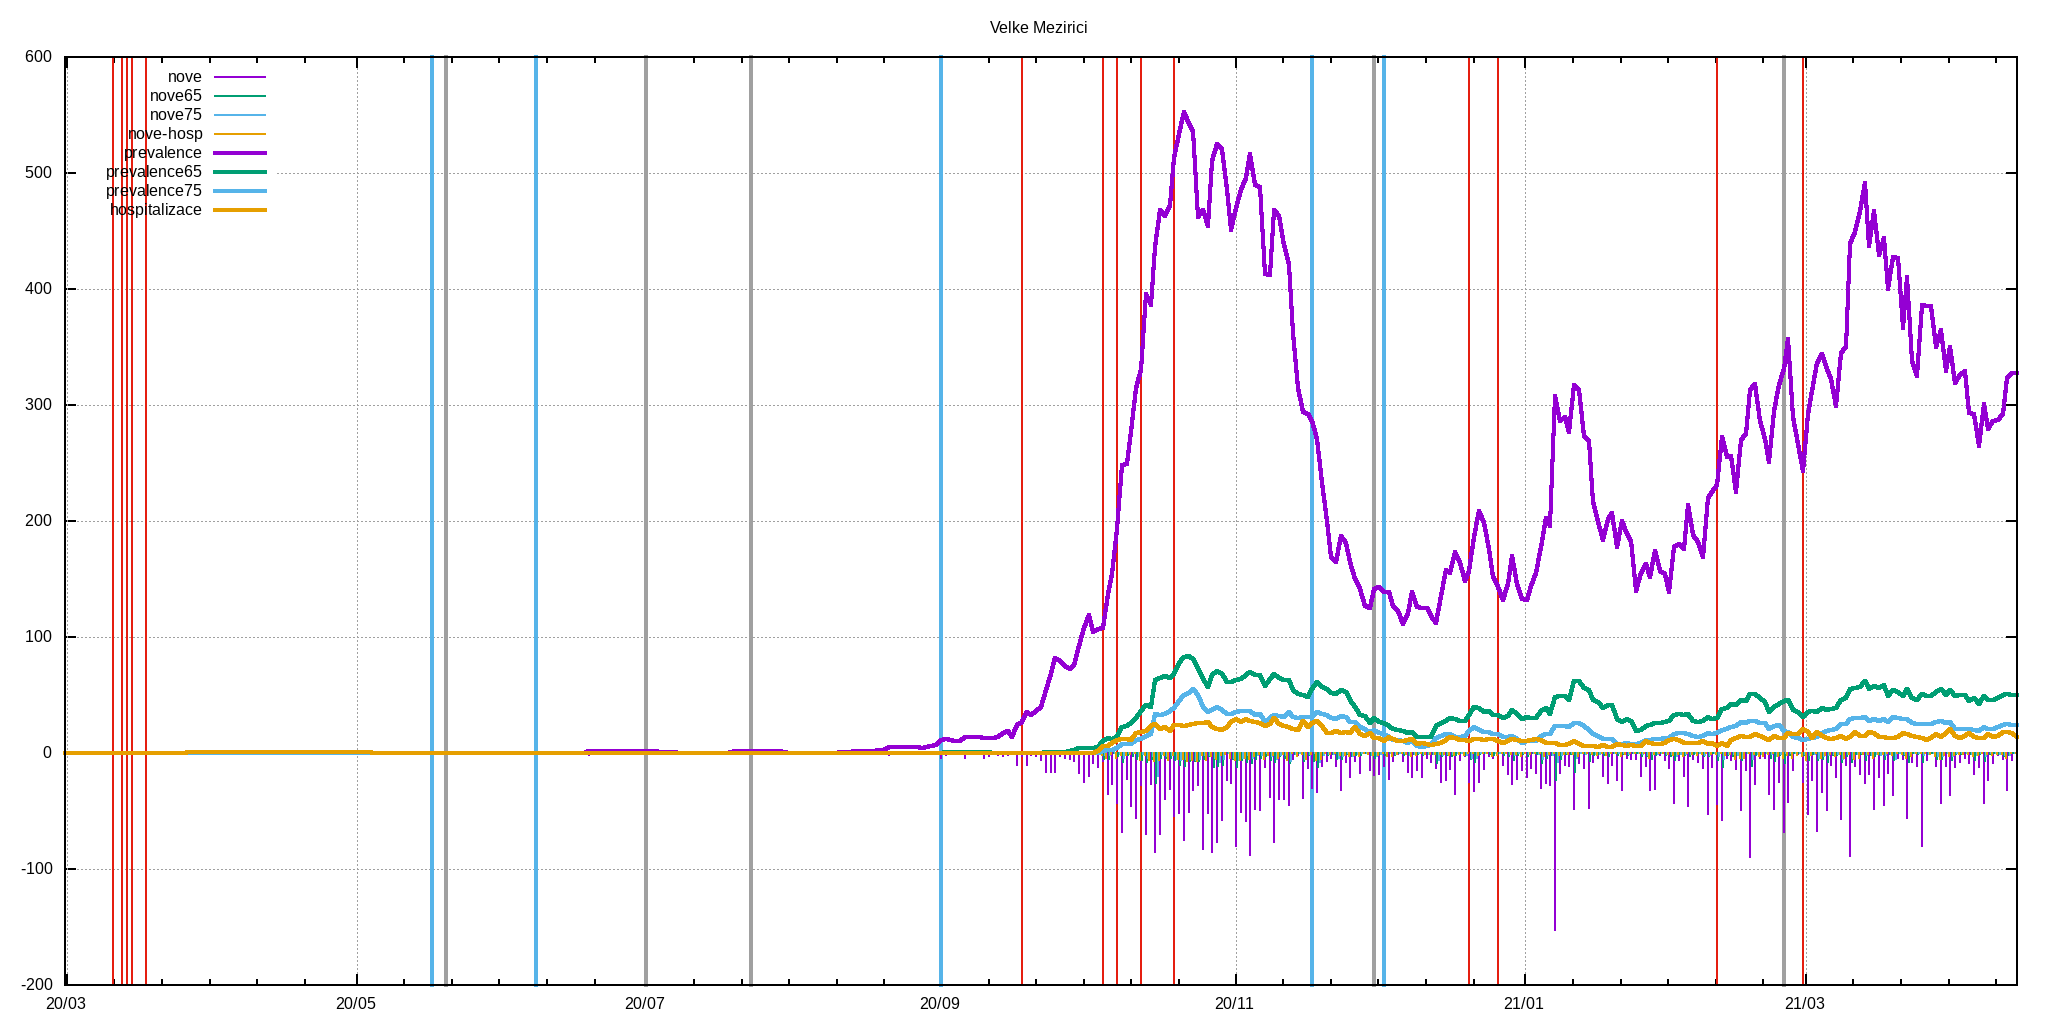 Velke Mezirici
600
500
400
300
200
100
0
-100
-200
nove
nove65
nove75
nove-hosp
prevalence
prevalence65
prevalence75
hospitalizace
20/03 20/05 20/07 20/09 20/11 21/01 21/03